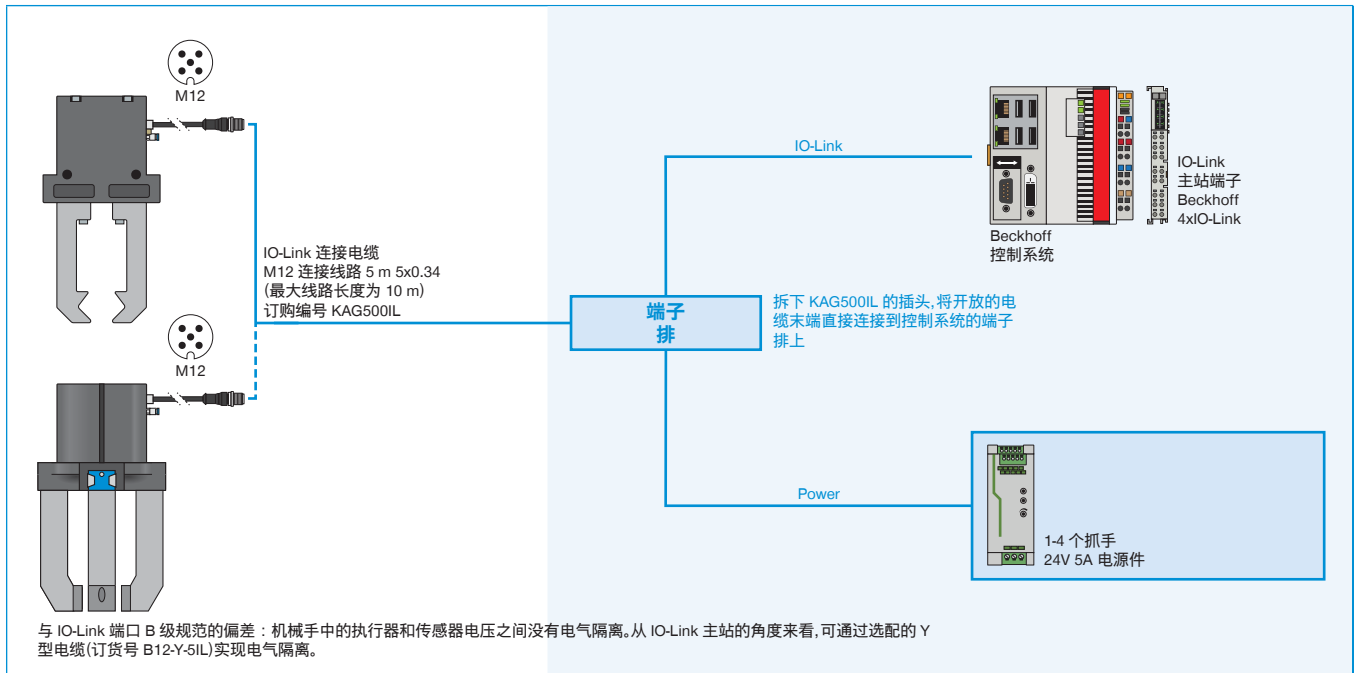 M12
IO-Link 连接电缆
M12 连接线路 5 m 5x0.34
(最大线路长度为 10 m)
订购编号 KAG500IL
M12
IO-Link
端子
排
拆下 KAG500IL 的插头,将开放的电
缆末端直接连接到控制系统的端子
排上
Beckhoff
控制系统
IO-Link
主站端子
Beckhoff
4xIO-Link
Power
1-4 个抓手
24V 5A 电源件
与 IO-Link 端口 B 级规范的偏差：机械手中的执行器和传感器电压之间没有电气隔离。从 IO-Link 主站的角度来看,可通过选配的 Y
型电缆(订货号 B12-Y-5IL)实现电气隔离。